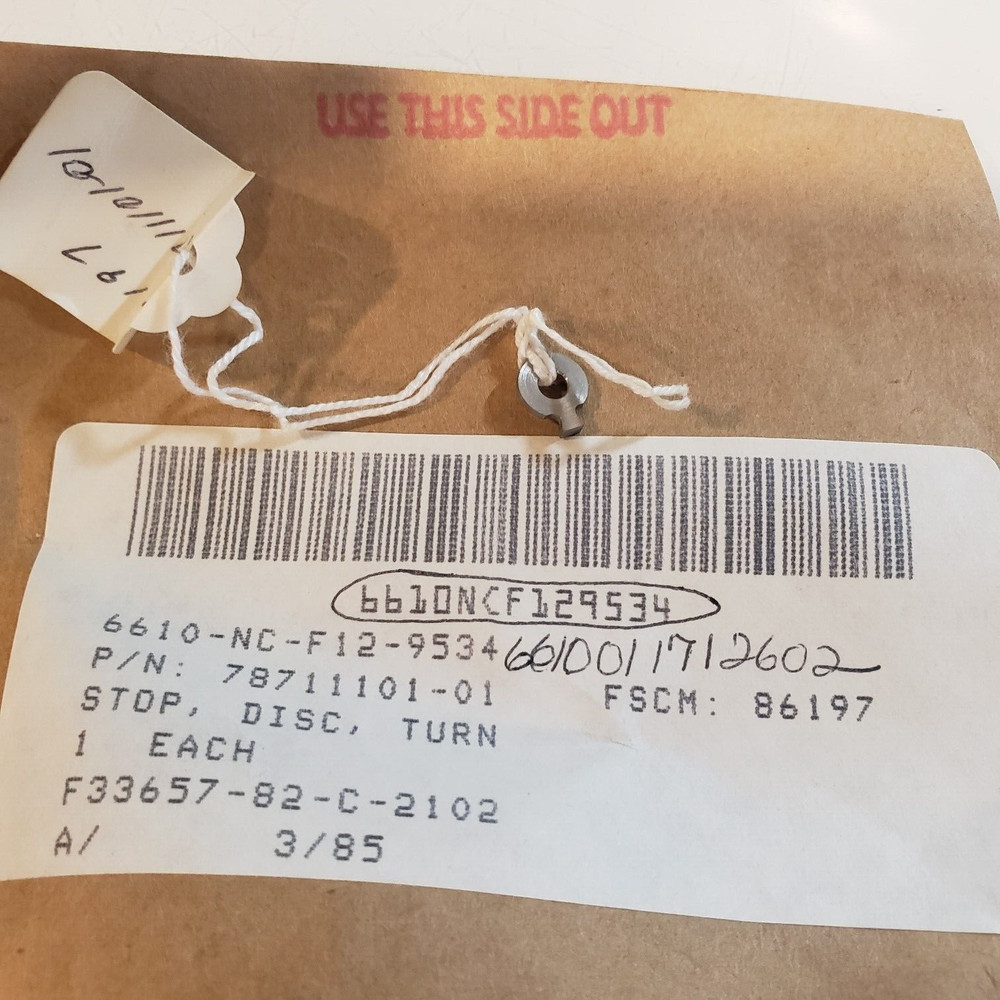 USE THIS SIDE OUT
6610NCF129534
6610-NC-F12-9534 6610011712602
P/N: 78711101-01 FSCM: 86197
STOP, DISC, TURN
1 EACH
F33657-82-C-2102
A/ 3/85